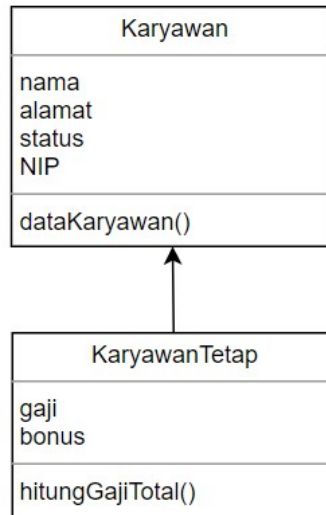 Karyawan
nama
alamat
status
NIP
dataKaryawan()
KaryawanTetap
gaji
bonus
hitungGajiTotal()